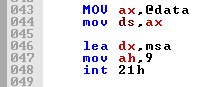 043 MOV ax,@data
044 mov ds,ax
045
046 lea dx,msa
047 mov ah,9
048 int 21h
049